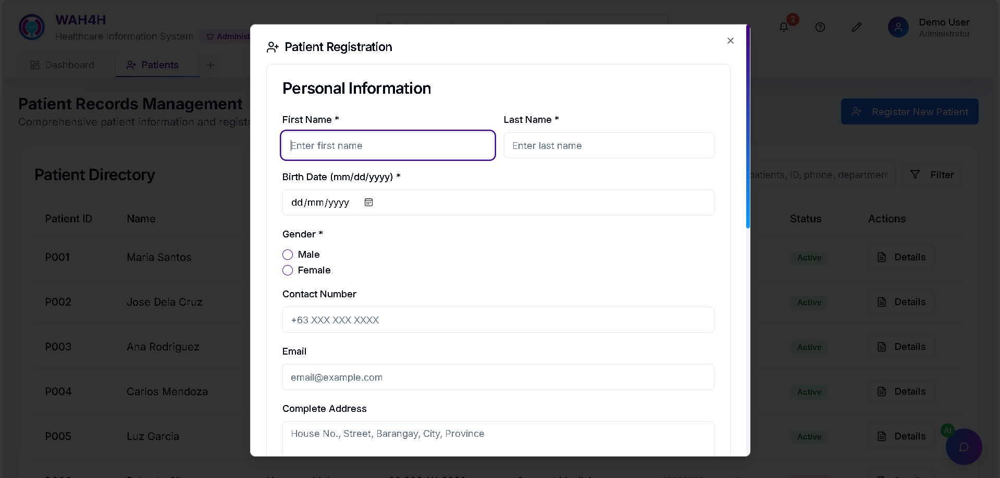 WAH4H
Healthcare Information System
Administ
2
Demo User
Administrator
Dashboard
Patients
Patient Records Management
Comprehensive patient information and registr
Register New Patient
Patient Directory
patients, ID, phone, department
Filter
Patient ID Name Status Actions
P001 Maria Santos Active Details
P002 Jose Dela Cruz Active Details
P003 Ana Rodriguez Active Details
P004 Carlos Mendoza Active Details
P005 Luz Garcia Active Details
AI
Patient Registration
Personal Information
First Name * Last Name *
Enter first name Enter last name
Birth Date (mm/dd/yyyy) *
dd/mm/yyyy
Gender *
Male
Female
Contact Number
+63 XXX XXX XXXX
Email
email@example.com
Complete Address
House No., Street, Barangay, City, Province